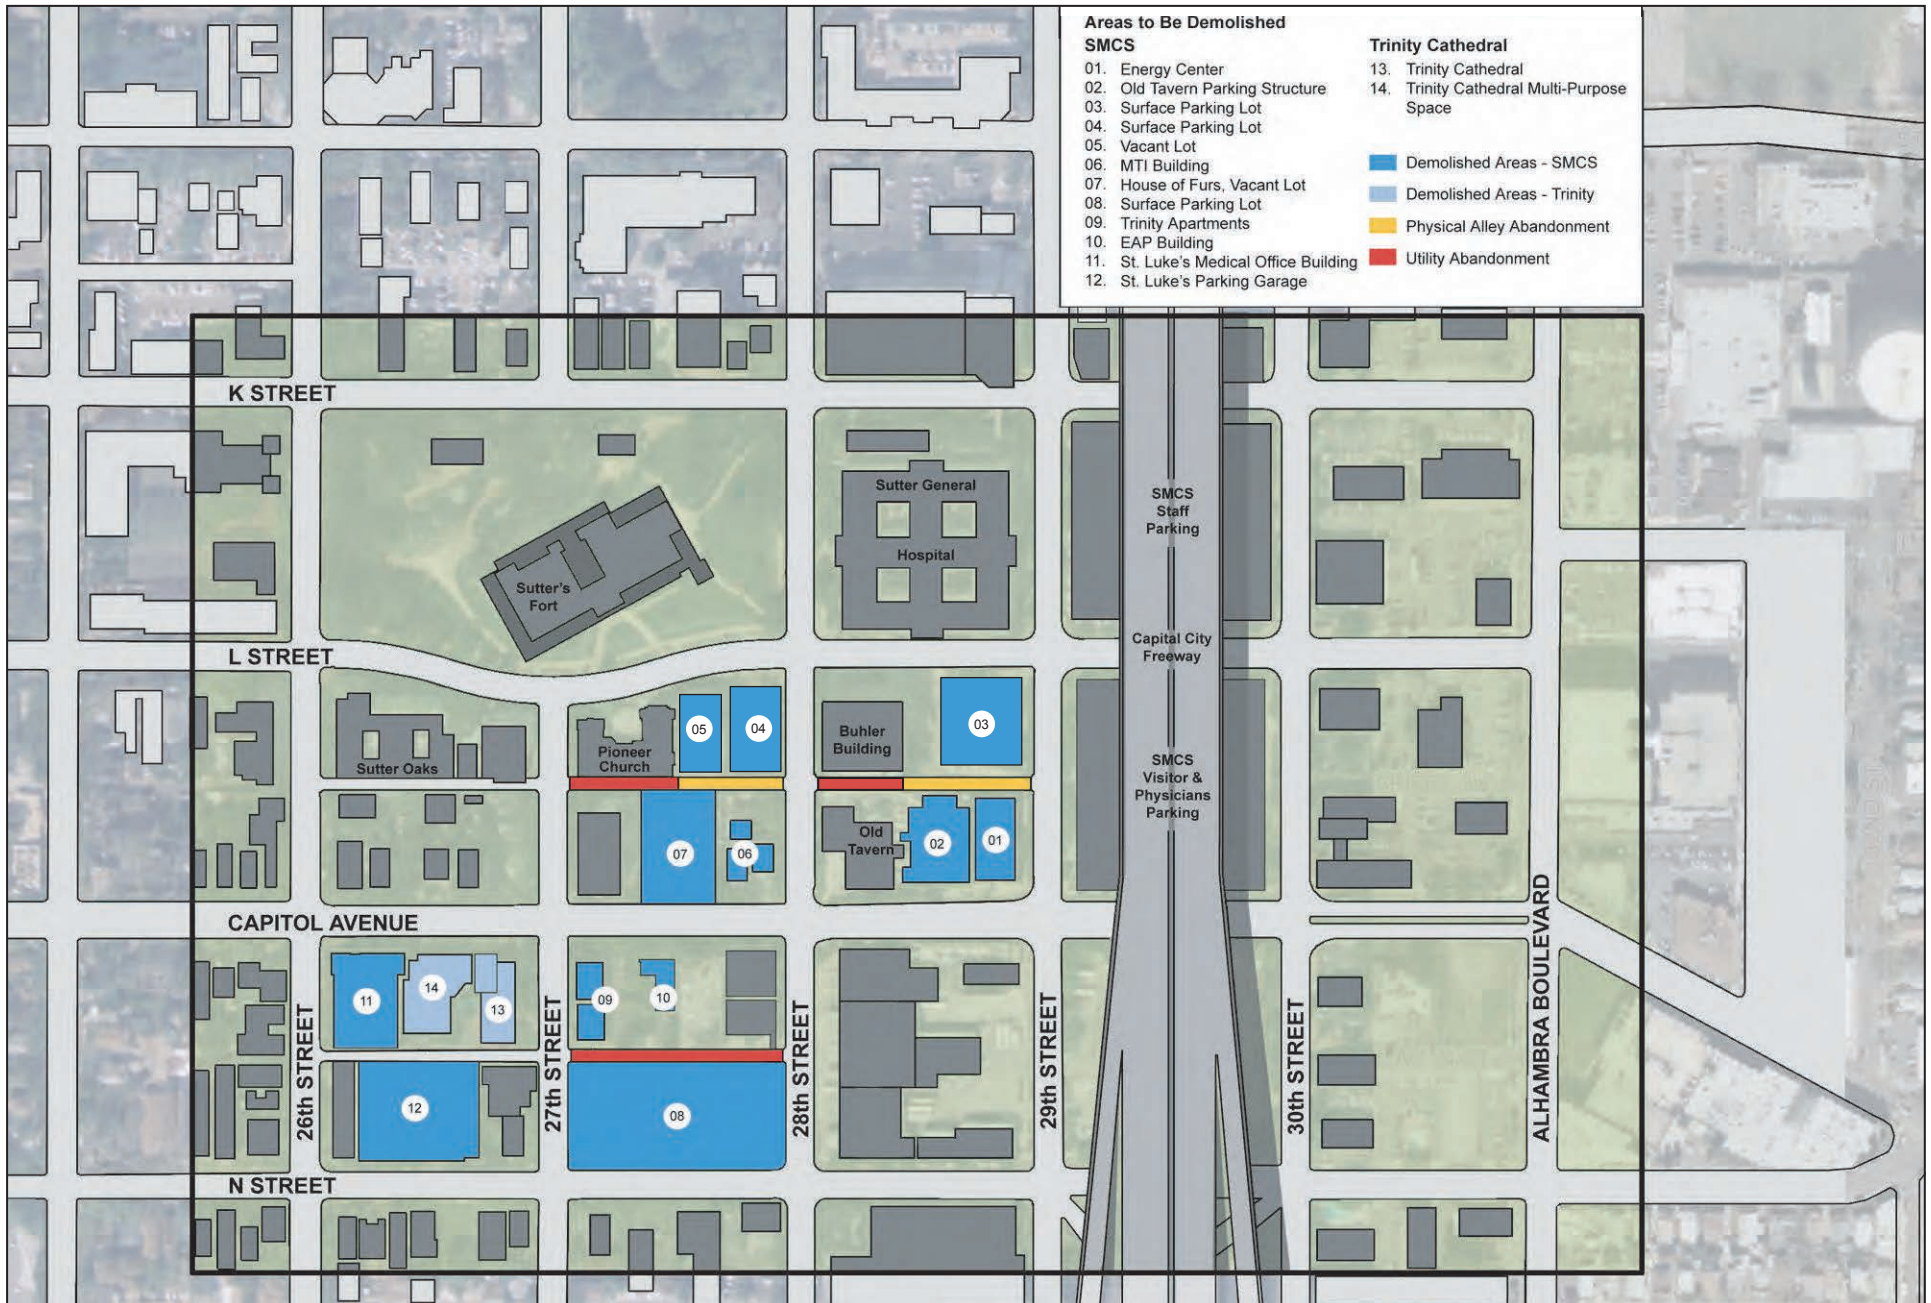 Areas to Be Demolished
SMCS
01. Energy Center
02. Old Tavern Parking Structure
03. Surface Parking Lot
04. Surface Parking Lot
05. Vacant Lot
06. MTI Building
07. House of Furs, Vacant Lot
08. Surface Parking Lot
09. Trinity Apartments
10. EAP Building
11. St. Luke's Medical Office Building
12. St. Luke's Parking Garage
Trinity Cathedral
13. Trinity Cathedral
14. Trinity Cathedral Multi-Purpose
Space
Demolished Areas - SMCS
Demolished Areas - Trinity
Physical Alley Abandonment
Utility Abandonment
K STREET
Sutter General
Hospital
SMCS
Staff
Parking
Sutter's
Fort
Capital City
Freeway
L STREET
05
04
03
Buhler
Building
Pioneer
Church
Sutter Oaks
SMCS
Visitor &
Physicians
Parking
07
06
Old
Tavern
02
01
CAPITOL AVENUE
11
14
13
09
10
12
08
26th STREET
27th STREET
28th STREET
29th STREET
30th STREET
ALHAMBRA BOULEVARD
N STREET